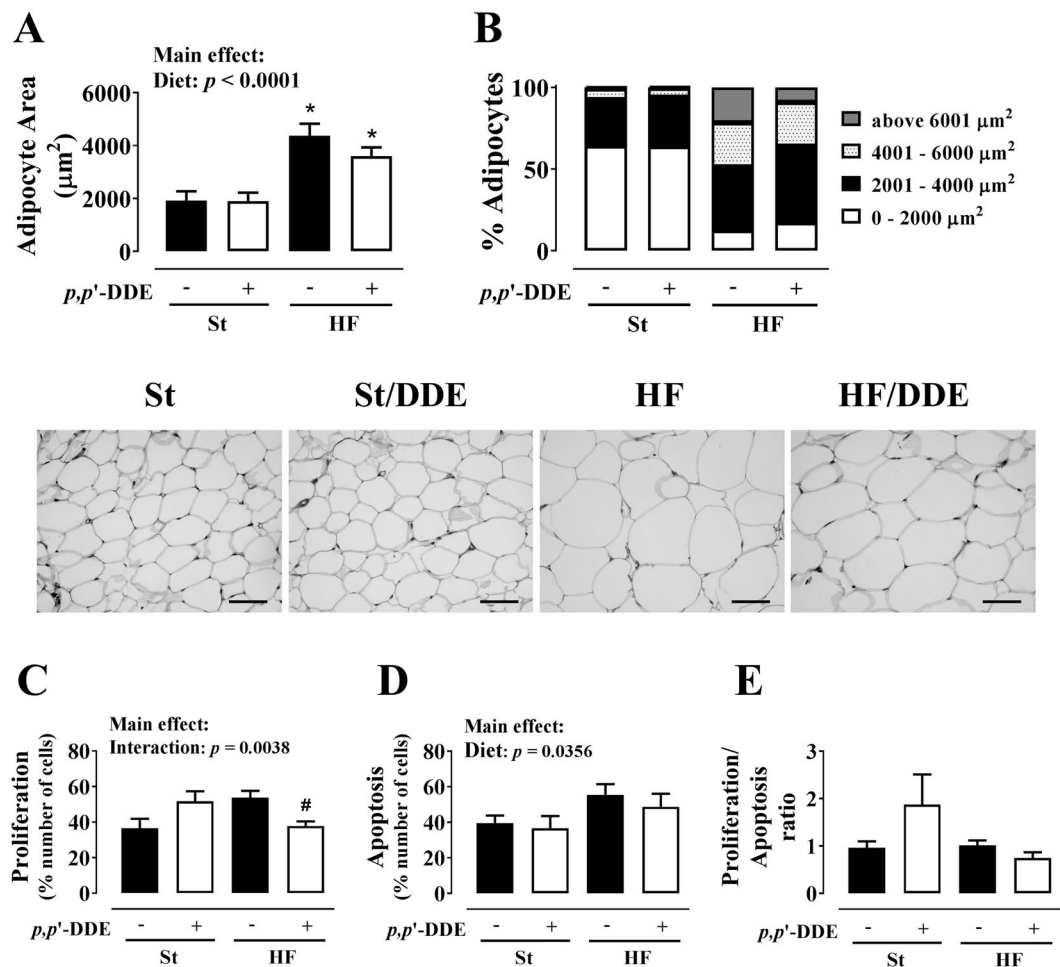 A
Main effect:
Diet: p < 0.0001
Adipocyte Area
(μm²)
6000
4000
2000
0
*
*
p,p'-DDE
- + - +
St HF
B
% Adipocytes
100
50
0
above 6001 μm²
4001 - 6000 μm²
2001 - 4000 μm²
0 - 2000 μm²
p,p'-DDE
- + - +
St HF
St St/DDE HF HF/DDE
C
Main effect:
Interaction: p = 0.0038
Proliferation
(% number of cells)
80
60
40
20
0
#
p,p'-DDE
- + - +
St HF
D
Main effect:
Diet: p = 0.0356
Apoptosis
(% number of cells)
80
60
40
20
0
p,p'-DDE
- + - +
St HF
E
Proliferation/
Apoptosis
ratio
3
2
1
0
p,p'-DDE
- + - +
St HF